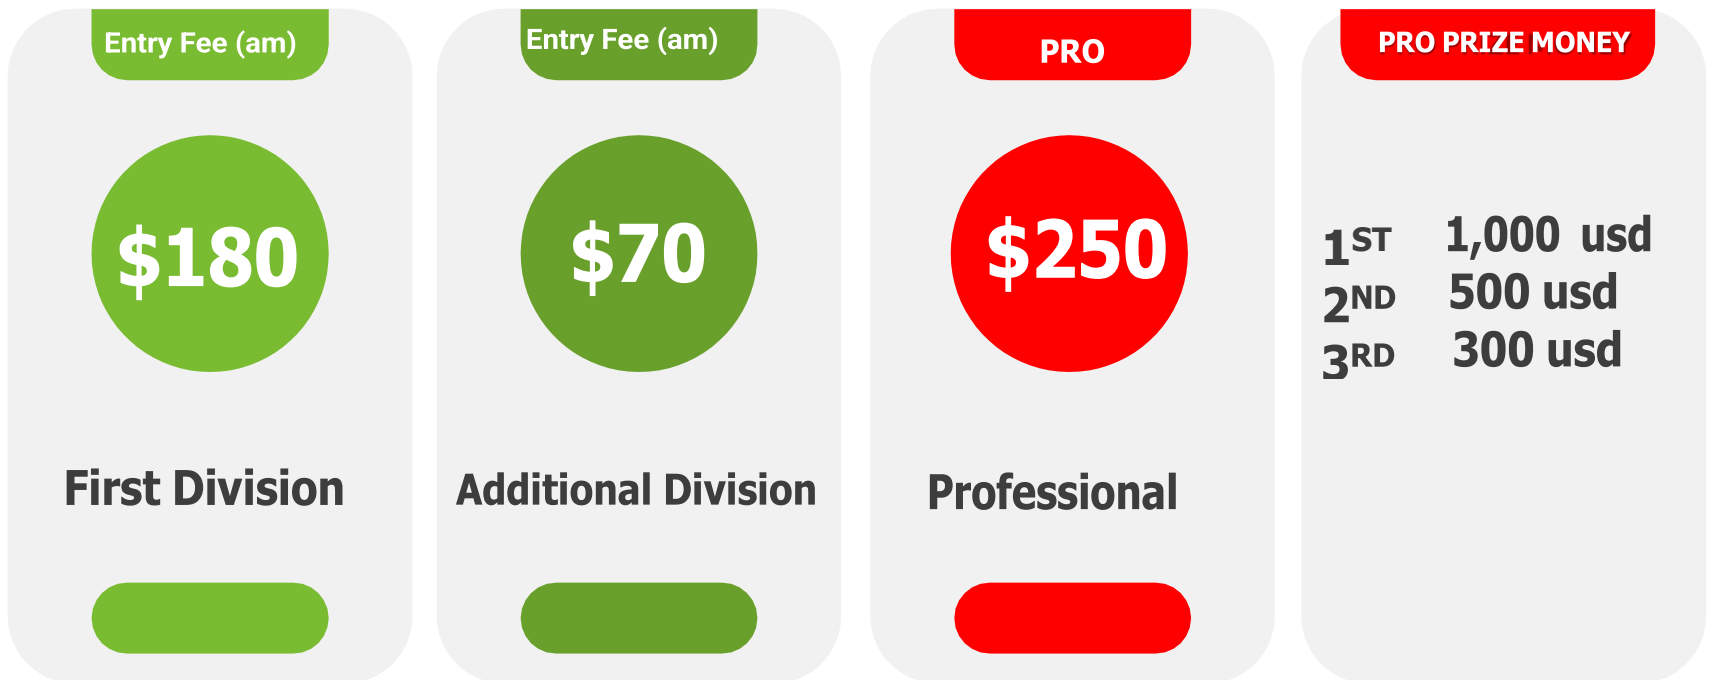 Entry Fee (am)
$180
First Division
Entry Fee (am)
$70
Additional Division
PRO
$250
Professional
PRO PRIZE MONEY
1ST 1,000 usd
2ND 500 usd
3RD 300 usd